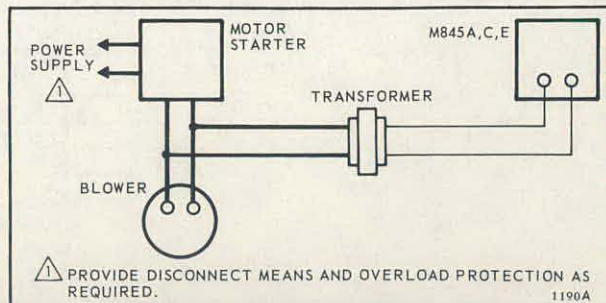 MOTOR
STARTER
M845A,C,E
POWER
SUPPLY
1
TRANSFORMER
BLOWER
1 PROVIDE DISCONNECT MEANS AND OVERLOAD PROTECTION AS
REQUIRED.
1190A